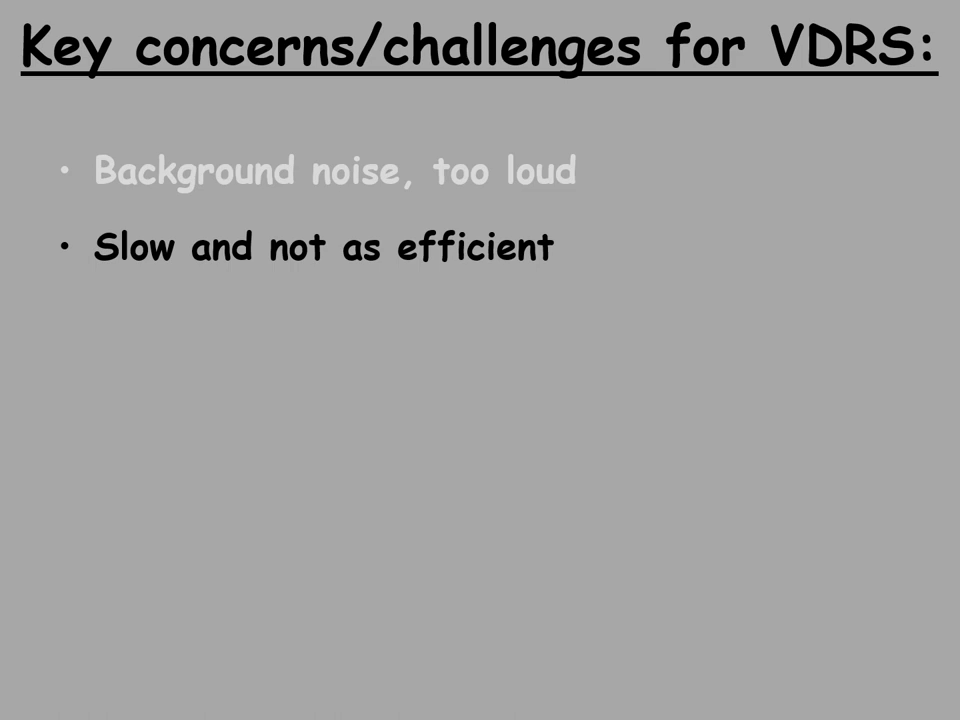 Key concerns/challenges for VDRS:
• Background noise, too loud
• Slow and not as efficient